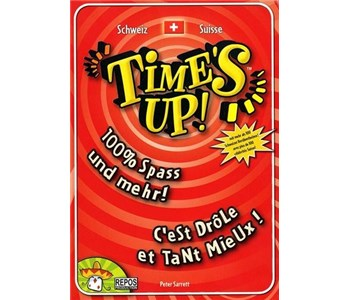 Schweiz Suisse
TiME'S
UP!
100% Spass
und mehr!
C'eST DRÔLe
eT TaNT MieUX !
REPOS
Peter Sarrett